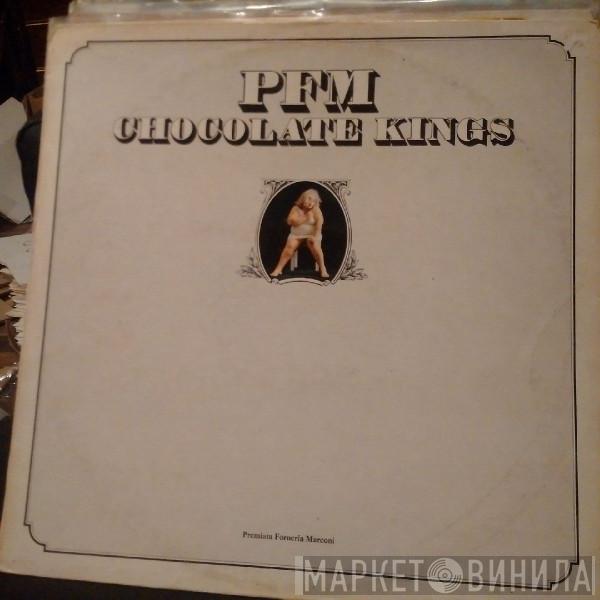 PFM
CHOCOLATE KINGS
Premiata Forneria Marconi
МАРКЕТ ВИНИЛА